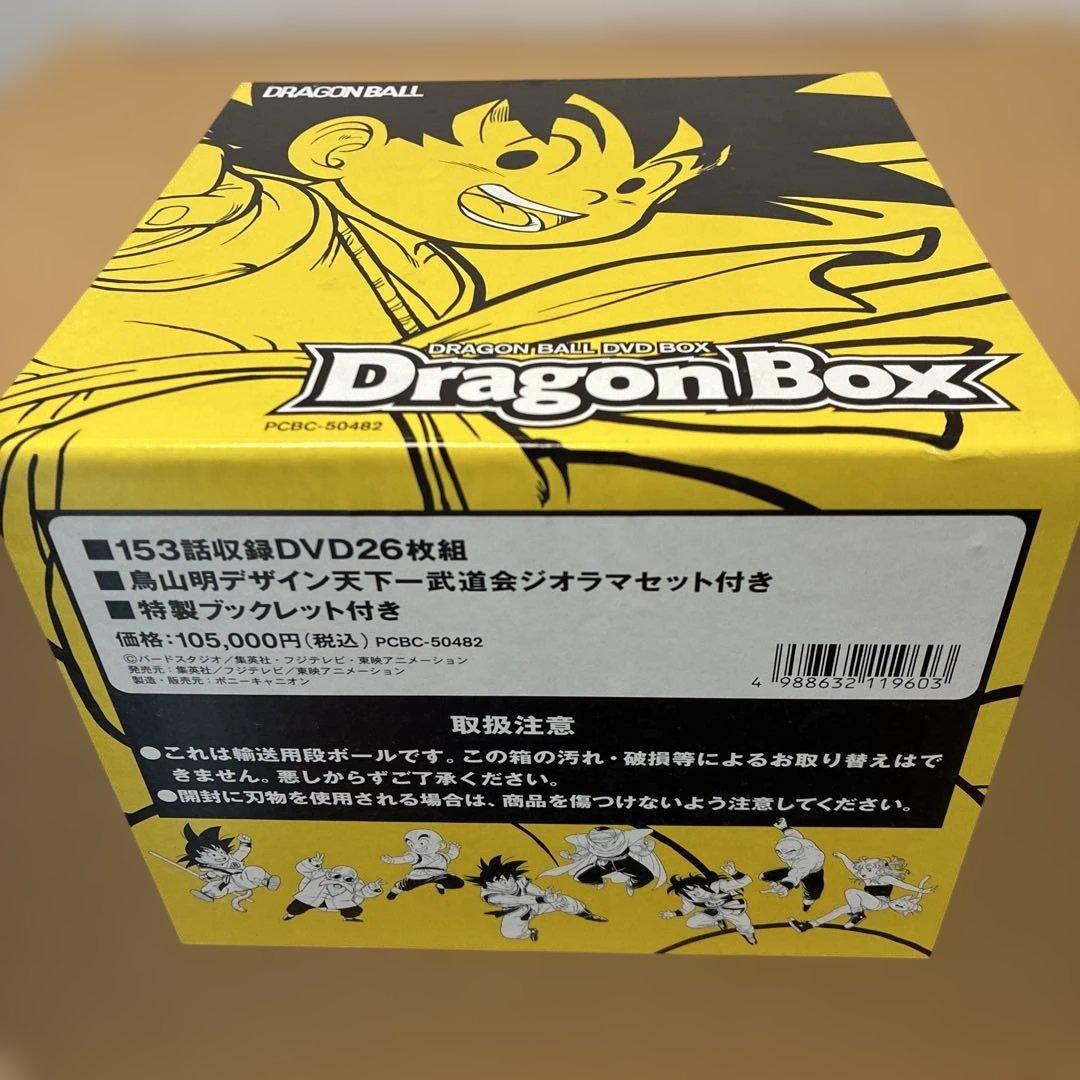 DRAGONBALL
DRAGON BALL DVD BOX
Dragon Box
PCBC-50482
■153話収録DVD26枚組
■鳥山明デザイン天下一武道会ジオラマセット付き
■特製ブックレット付き
価格:105,000円(税込) PCBC-50482
©バードスタジオ/集英社・フジテレビ・東映アニメーション
発売元:集英社/フジテレビ/東映アニメーション
製造・販売元:ポニーキャニオン
4 988632 119603
取扱注意
●これは輸送用段ボールです。この箱の汚れ・破損等によるお取り替えはで
きません。悪しからずご了承ください。
●開封に刃物を使用される場合は、商品を傷つけないよう注意してください。